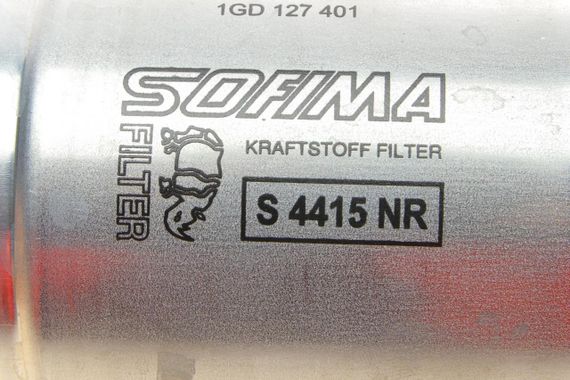 1GD 127 401
SOFIMA
FILTER
KRAFTSTOFF FILTER
S 4415 NR